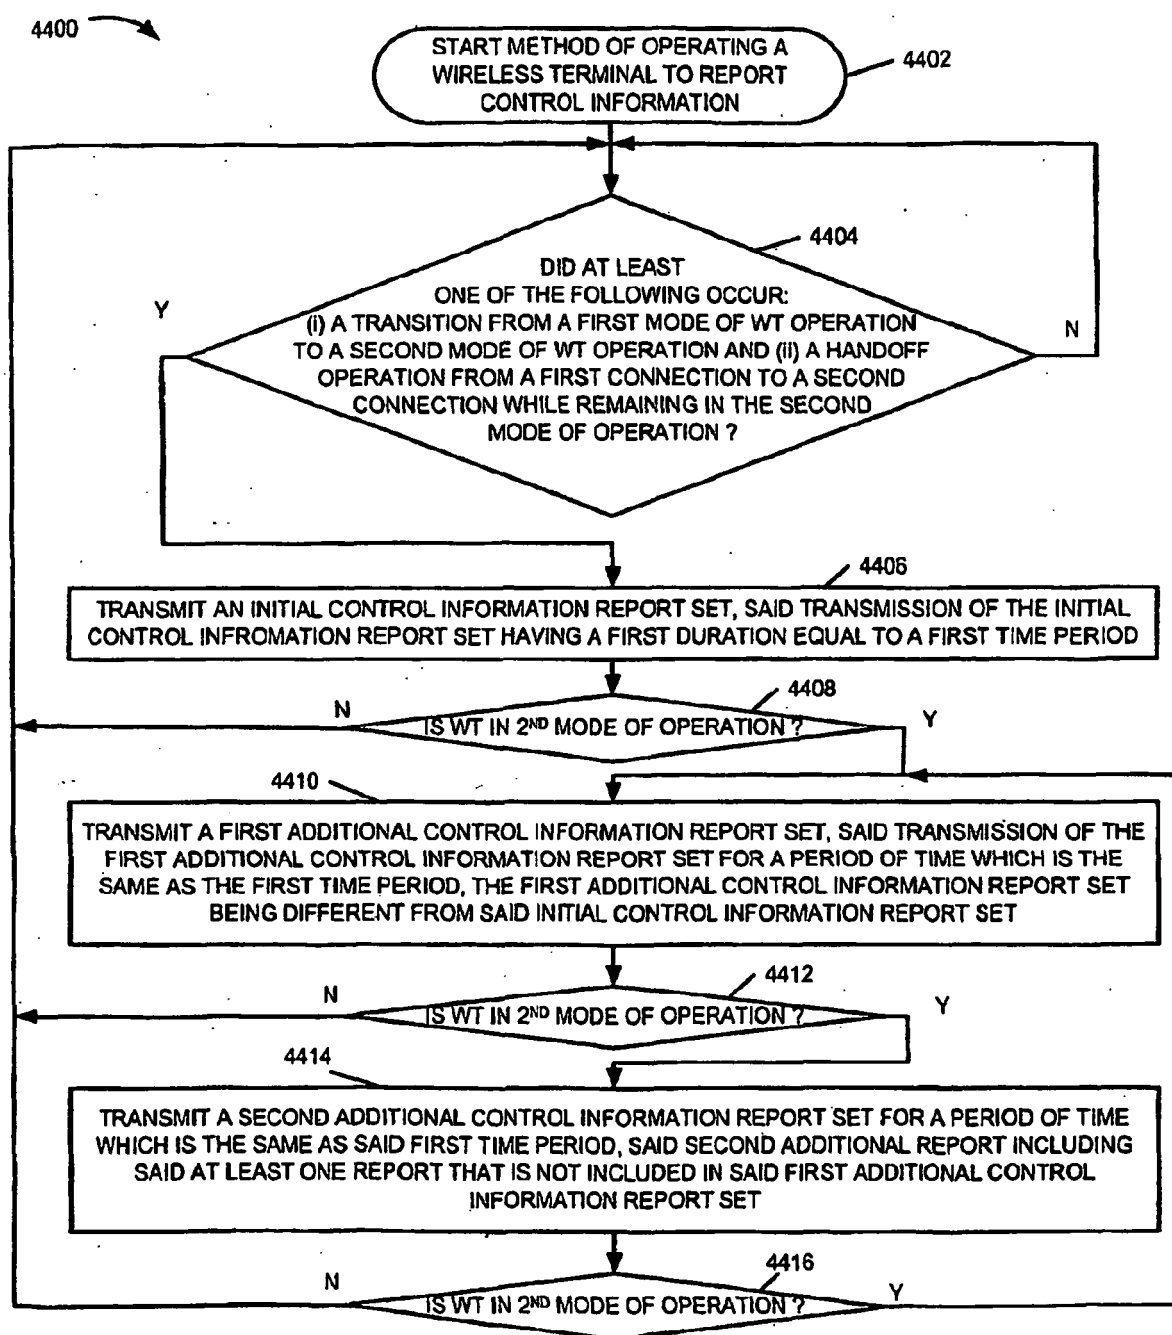 4400
START METHOD OF OPERATING A
WIRELESS TERMINAL TO REPORT
CONTROL INFORMATION
4402
4404
DID AT LEAST
ONE OF THE FOLLOWING OCCUR:
(i) A TRANSITION FROM A FIRST MODE OF WT OPERATION
TO A SECOND MODE OF WT OPERATION AND (ii) A HANDOFF
OPERATION FROM A FIRST CONNECTION TO A SECOND
CONNECTION WHILE REMAINING IN THE SECOND
MODE OF OPERATION ?
Y
N
4406
TRANSMIT AN INITIAL CONTROL INFORMATION REPORT SET, SAID TRANSMISSION OF THE INITIAL
CONTROL INFROMATION REPORT SET HAVING A FIRST DURATION EQUAL TO A FIRST TIME PERIOD
4408
N
IS WT IN 2ND MODE OF OPERATION ?
Y
4410
TRANSMIT A FIRST ADDITIONAL CONTROL INFORMATION REPORT SET, SAID TRANSMISSION OF THE
FIRST ADDITIONAL CONTROL INFORMATION REPORT SET FOR A PERIOD OF TIME WHICH IS THE
SAME AS THE FIRST TIME PERIOD, THE FIRST ADDITIONAL CONTROL INFORMATION REPORT SET
BEING DIFFERENT FROM SAID INITIAL CONTROL INFORMATION REPORT SET
4412
N
IS WT IN 2ND MODE OF OPERATION ?
Y
4414
TRANSMIT A SECOND ADDITIONAL CONTROL INFORMATION REPORT SET FOR A PERIOD OF TIME
WHICH IS THE SAME AS SAID FIRST TIME PERIOD, SAID SECOND ADDITIONAL REPORT INCLUDING
SAID AT LEAST ONE REPORT THAT IS NOT INCLUDED IN SAID FIRST ADDITIONAL CONTROL
INFORMATION REPORT SET
4416
N
IS WT IN 2ND MODE OF OPERATION ?
Y